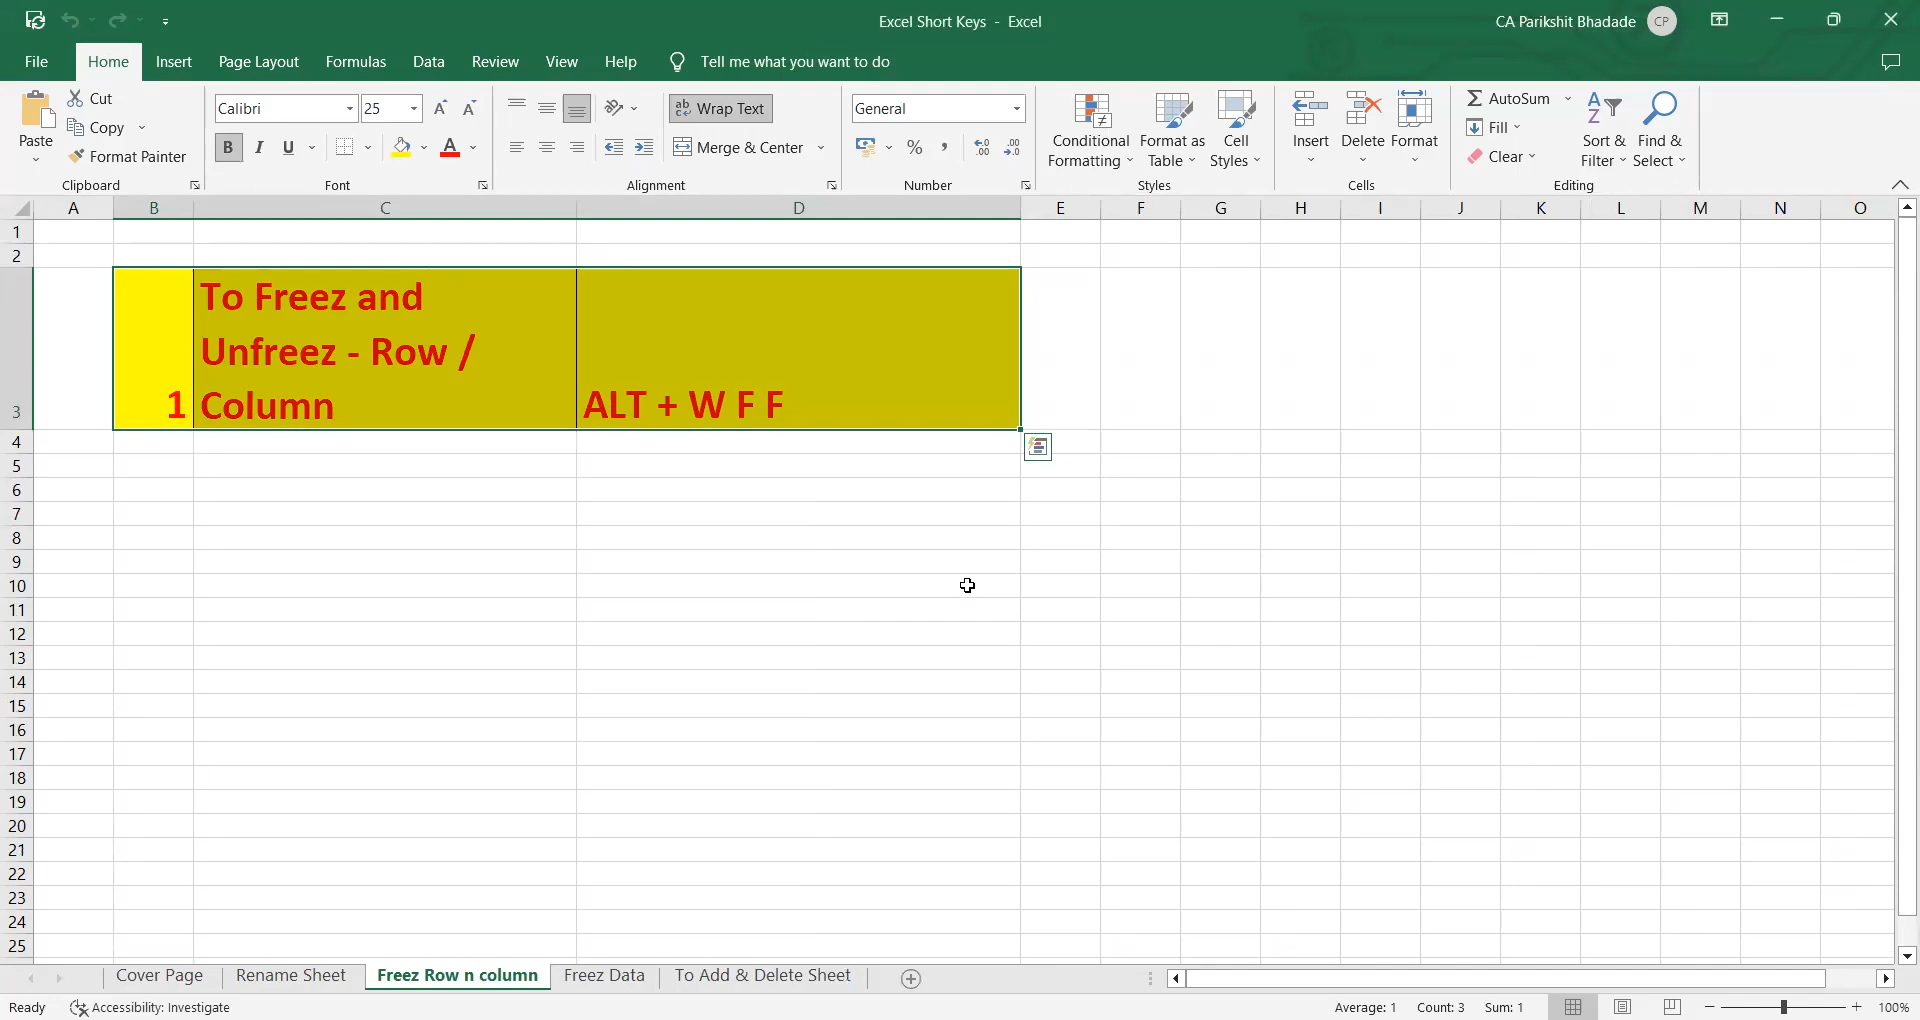 Excel Short Keys - Excel
CA Parikshit Bhadade CP
File Home Insert Page Layout Formulas Data Review View Help Tell me what you want to do
Paste
Cut
Copy
Format Painter
Clipboard
Calibri 25
B I U A
Font
ab Wrap Text
Merge & Center
Alignment
General
% ,
Number
Conditional Formatting
Format as Table
Cell Styles
Styles
Insert Delete Format
Cells
AutoSum
Fill
Clear
Sort & Filter
Find & Select
Editing
A B C D E F G H I J K L M N O
1
2
3
To Freez and
Unfreez - Row /
1 Column ALT + W F F
4
5
6
7
8
9
10
11
12
13
14
15
16
17
18
19
20
21
22
23
24
25
Cover Page Rename Sheet Freez Row n column Freez Data To Add & Delete Sheet
Ready Accessibility: Investigate Average: 1 Count: 3 Sum: 1 100%